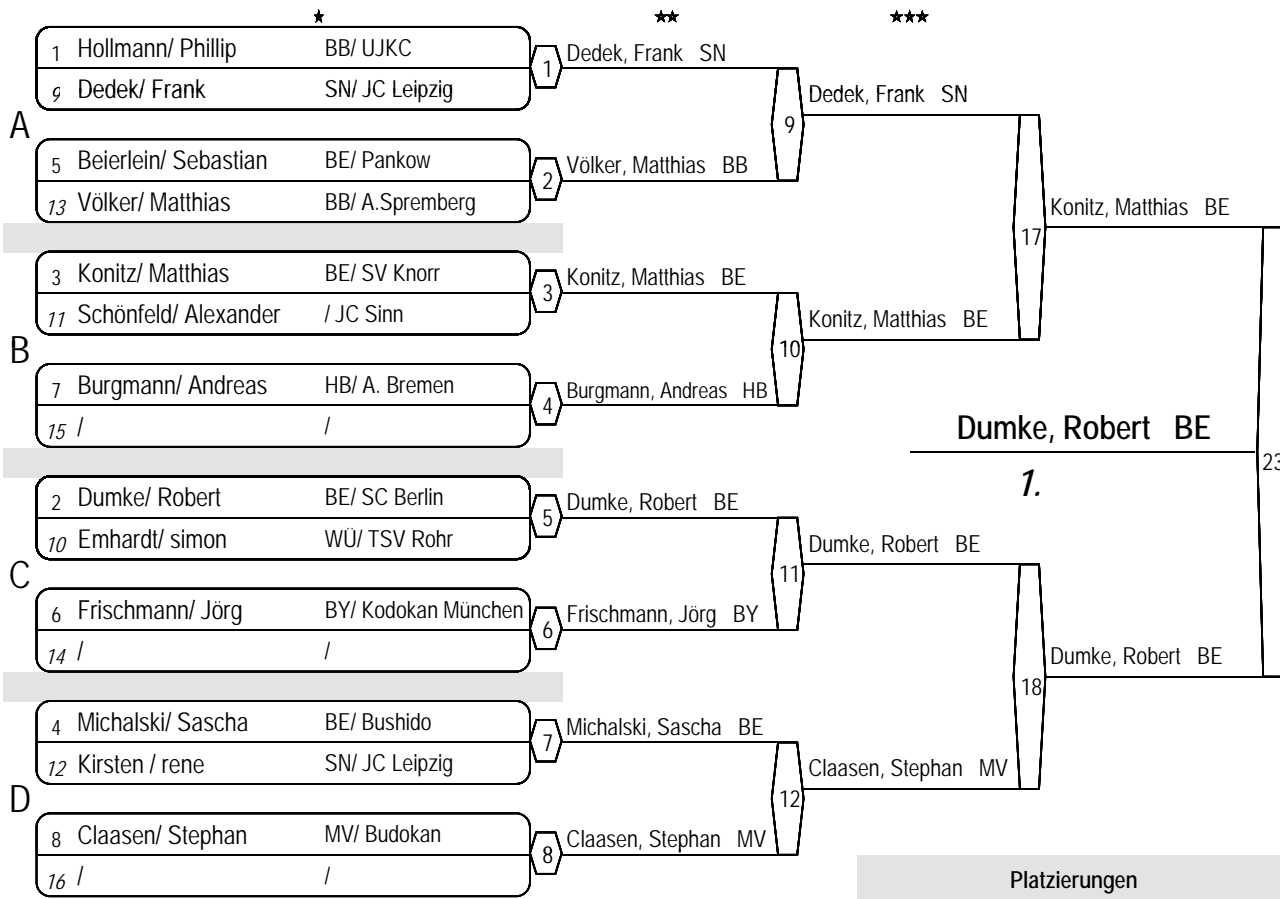 ★ ★★ ★★★
1 Hollmann/ Phillip BB/ UJKC
9 Dedek/ Frank SN/ JC Leipzig
1 Dedek, Frank SN
A
5 Beierlein/ Sebastian BE/ Pankow
13 Völker/ Matthias BB/ A.Spremberg
2 Völker, Matthias BB
9 Dedek, Frank SN
3 Konitz/ Matthias BE/ SV Knorr
11 Schönfeld/ Alexander / JC Sinn
3 Konitz, Matthias BE
B
7 Burgmann/ Andreas HB/ A. Bremen
15 / /
4 Burgmann, Andreas HB
10 Konitz, Matthias BE
17 Konitz, Matthias BE
2 Dumke/ Robert BE/ SC Berlin
10 Emhardt/ simon WÜ/ TSV Rohr
5 Dumke, Robert BE
C
6 Frischmann/ Jörg BY/ Kodokan München
14 / /
6 Frischmann, Jörg BY
11 Dumke, Robert BE
4 Michalski/ Sascha BE/ Bushido
12 Kirsten / rene SN/ JC Leipzig
7 Michalski, Sascha BE
D
8 Claasen/ Stephan MV/ Budokan
16 / /
8 Claasen, Stephan MV
12 Claasen, Stephan MV
18 Dumke, Robert BE
23
Dumke, Robert BE
1.
Platzierungen